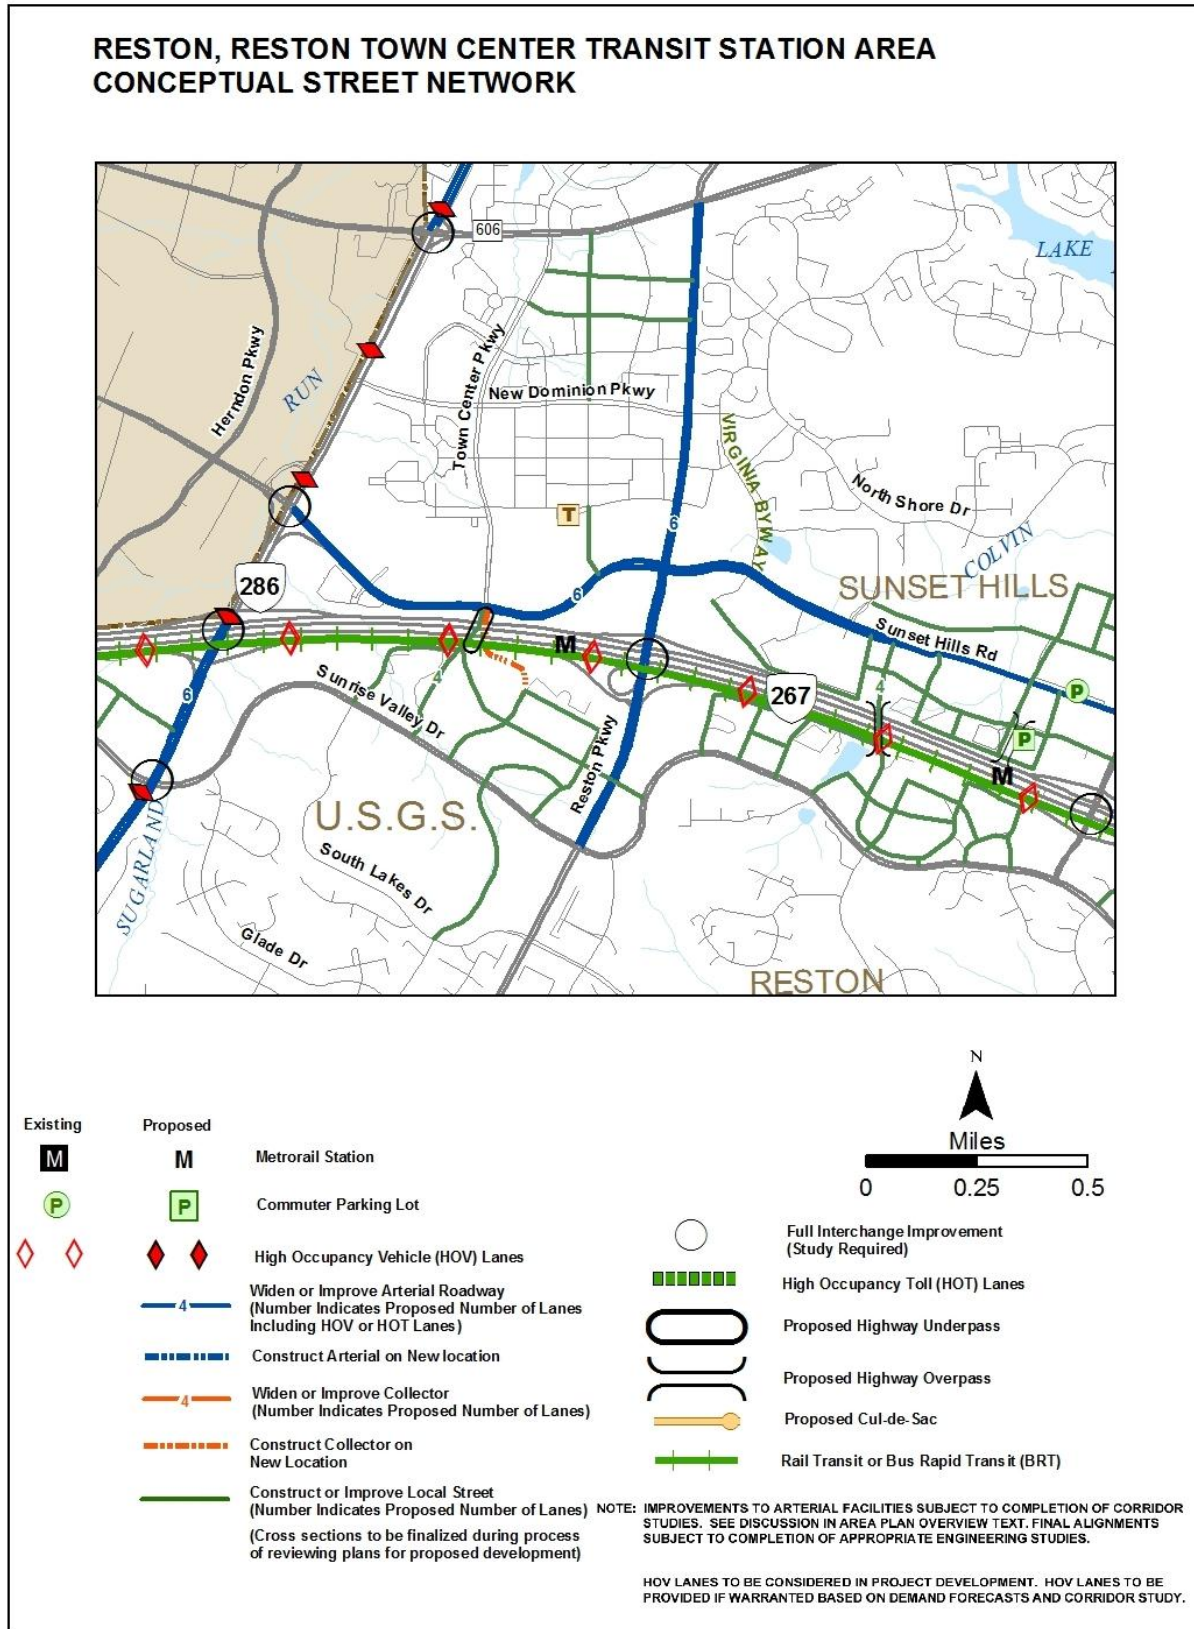 RESTON, RESTON TOWN CENTER TRANSIT STATION AREA
CONCEPTUAL STREET NETWORK
606
LAKE
Herndon Pkwy
RUN
Town Center Pkwy
New Dominion Pkwy
VIRGINIA BYWAY
North Shore Dr
T
6
COLVIN
SUNSET HILLS
286
6
Sunset Hills Rd
M
P
4
6
4
267
Sunrise Valley Dr
P
M
Reston Pkwy
U.S.G.S.
South Lakes Dr
SUGARLAND
Glade Dr
RESTON
N
Miles
0 0.25 0.5
Existing Proposed
M M Metrorail Station
P P Commuter Parking Lot
High Occupancy Vehicle (HOV) Lanes
4 Widen or Improve Arterial Roadway
(Number Indicates Proposed Number of Lanes
Including HOV or HOT Lanes)
Construct Arterial on New location
4 Widen or Improve Collector
(Number Indicates Proposed Number of Lanes)
Construct Collector on
New Location
Construct or Improve Local Street
(Number Indicates Proposed Number of Lanes)
(Cross sections to be finalized during process
of reviewing plans for proposed development)
Full Interchange Improvement
(Study Required)
High Occupancy Toll (HOT) Lanes
Proposed Highway Underpass
Proposed Highway Overpass
Proposed Cul-de-Sac
Rail Transit or Bus Rapid Transit (BRT)
NOTE: IMPROVEMENTS TO ARTERIAL FACILITIES SUBJECT TO COMPLETION OF CORRIDOR
STUDIES. SEE DISCUSSION IN AREA PLAN OVERVIEW TEXT. FINAL ALIGNMENTS
SUBJECT TO COMPLETION OF APPROPRIATE ENGINEERING STUDIES.
HOV LANES TO BE CONSIDERED IN PROJECT DEVELOPMENT. HOV LANES TO BE
PROVIDED IF WARRANTED BASED ON DEMAND FORECASTS AND CORRIDOR STUDY.